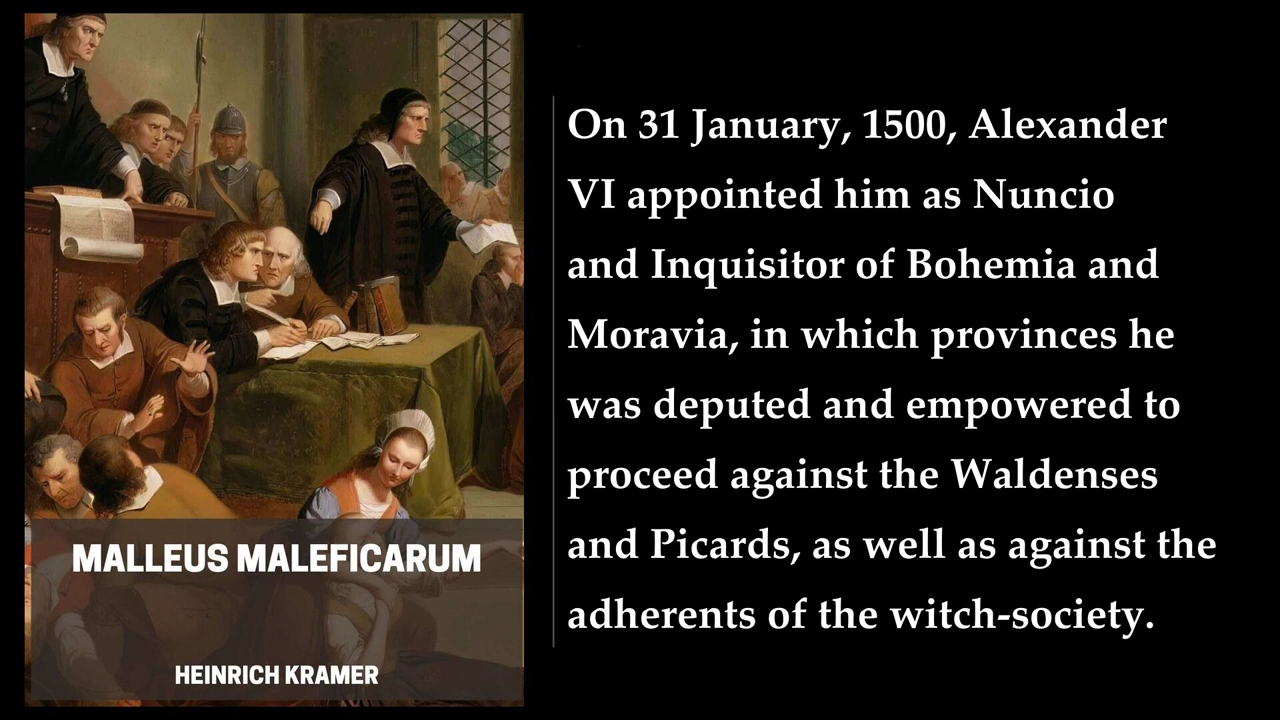 MALLEUS MALEFICARUM
HEINRICH KRAMER
On 31 January, 1500, Alexander
VI appointed him as Nuncio
and Inquisitor of Bohemia and
Moravia, in which provinces he
was deputed and empowered to
proceed against the Waldenses
and Picards, as well as against the
adherents of the witch-society.